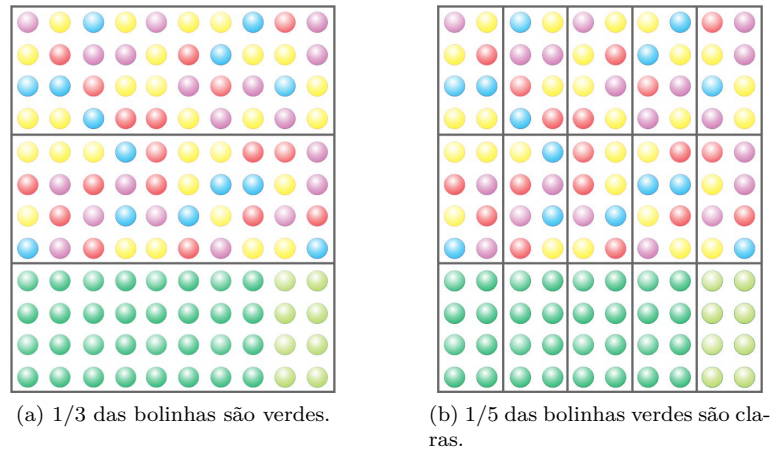 (a) 1/3 das bolinhas são verdes.
(b) 1/5 das bolinhas verdes são cla-
ras.